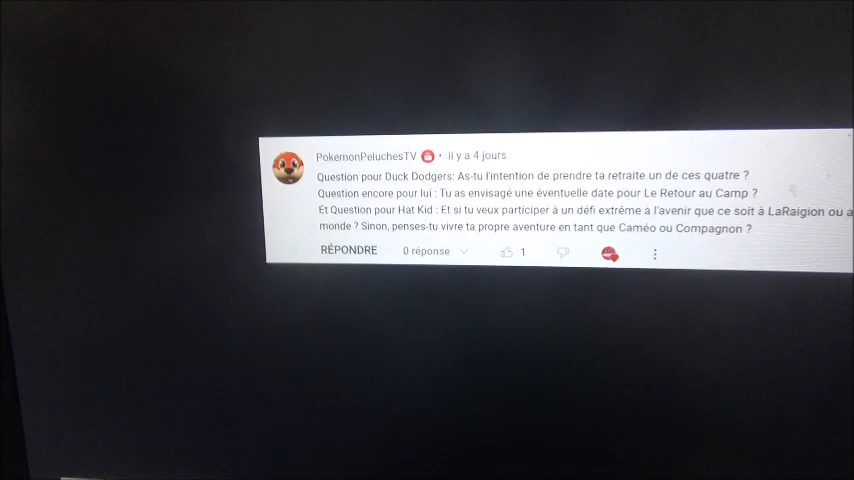 PokemonPeluchesTV • il y a 4 jours
Question pour Duck Dodgers: As-tu l'intention de prendre ta retraite un de ces quatre ?
Question encore pour lui : Tu as envisagé une éventuelle date pour Le Retour au Camp ?
Et Question pour Hat Kid : Et si tu veux participer à un défi extrême à l'avenir que ce soit à LaRaigion ou a
monde ? Sinon, penses-tu vivre ta propre aventure en tant que Caméo ou Compagnon ?
RÉPONDRE 0 réponse 1